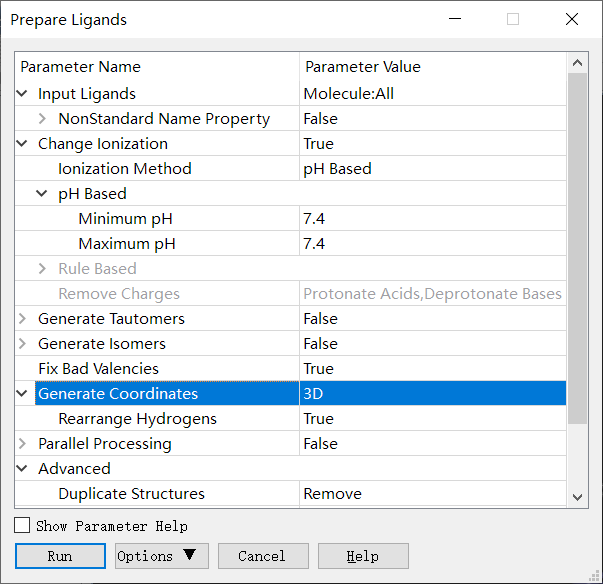 Prepare Ligands
Parameter Name Parameter Value
Input Ligands Molecule:All
NonStandard Name Property False
Change Ionization True
Ionization Method pH Based
pH Based
Minimum pH 7.4
Maximum pH 7.4
Rule Based
Remove Charges Protonate Acids,Deprotonate Bases
Generate Tautomers False
Generate Isomers False
Fix Bad Valencies True
Generate Coordinates 3D
Rearrange Hydrogens True
Parallel Processing False
Advanced
Duplicate Structures Remove
Show Parameter Help
Run Options ▼ Cancel Help